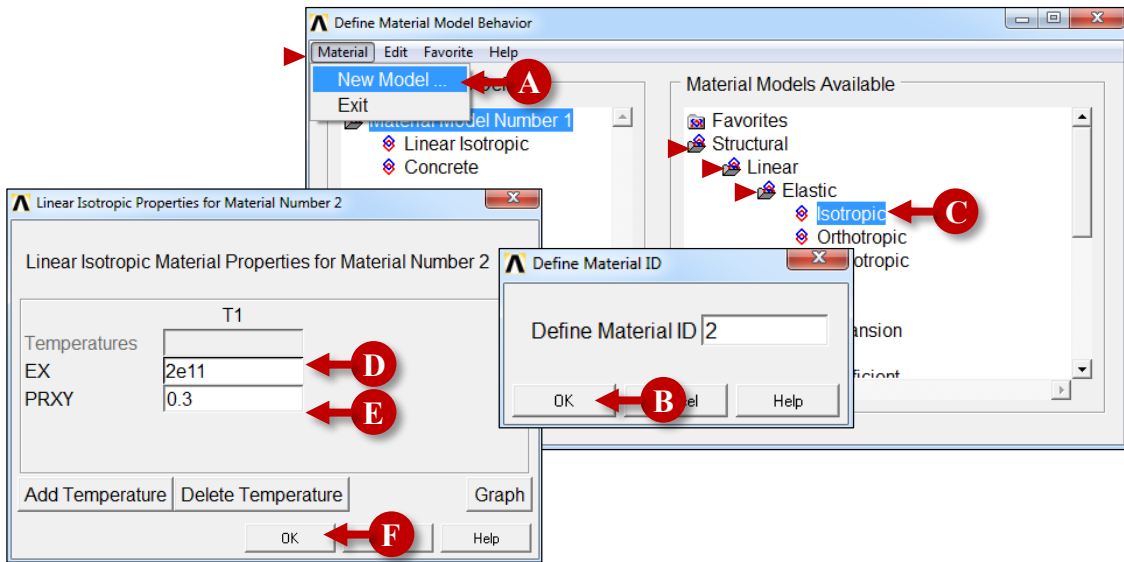 Define Material Model Behavior
Material Edit Favorite Help
New Model ...
A
Exit
Material Model Number 1
Linear Isotropic
Concrete
Material Models Available
Favorites
Structural
Linear
Elastic
Isotropic
C
Orthotropic
otropic
ansion
ficient
Linear Isotropic Properties for Material Number 2
Linear Isotropic Material Properties for Material Number 2
T1
Temperatures
EX 2e11
D
PRXY 0.3
E
Add Temperature Delete Temperature Graph
OK F Help
Define Material ID
Define Material ID 2
OK B cel Help